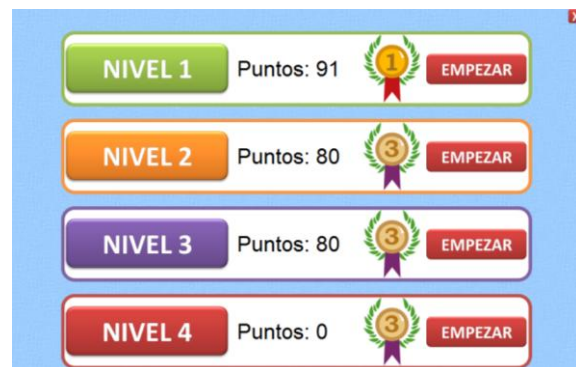 X
NIVEL 1 Puntos: 91 1 EMPEZAR
NIVEL 2 Puntos: 80 3 EMPEZAR
NIVEL 3 Puntos: 80 3 EMPEZAR
NIVEL 4 Puntos: 0 3 EMPEZAR